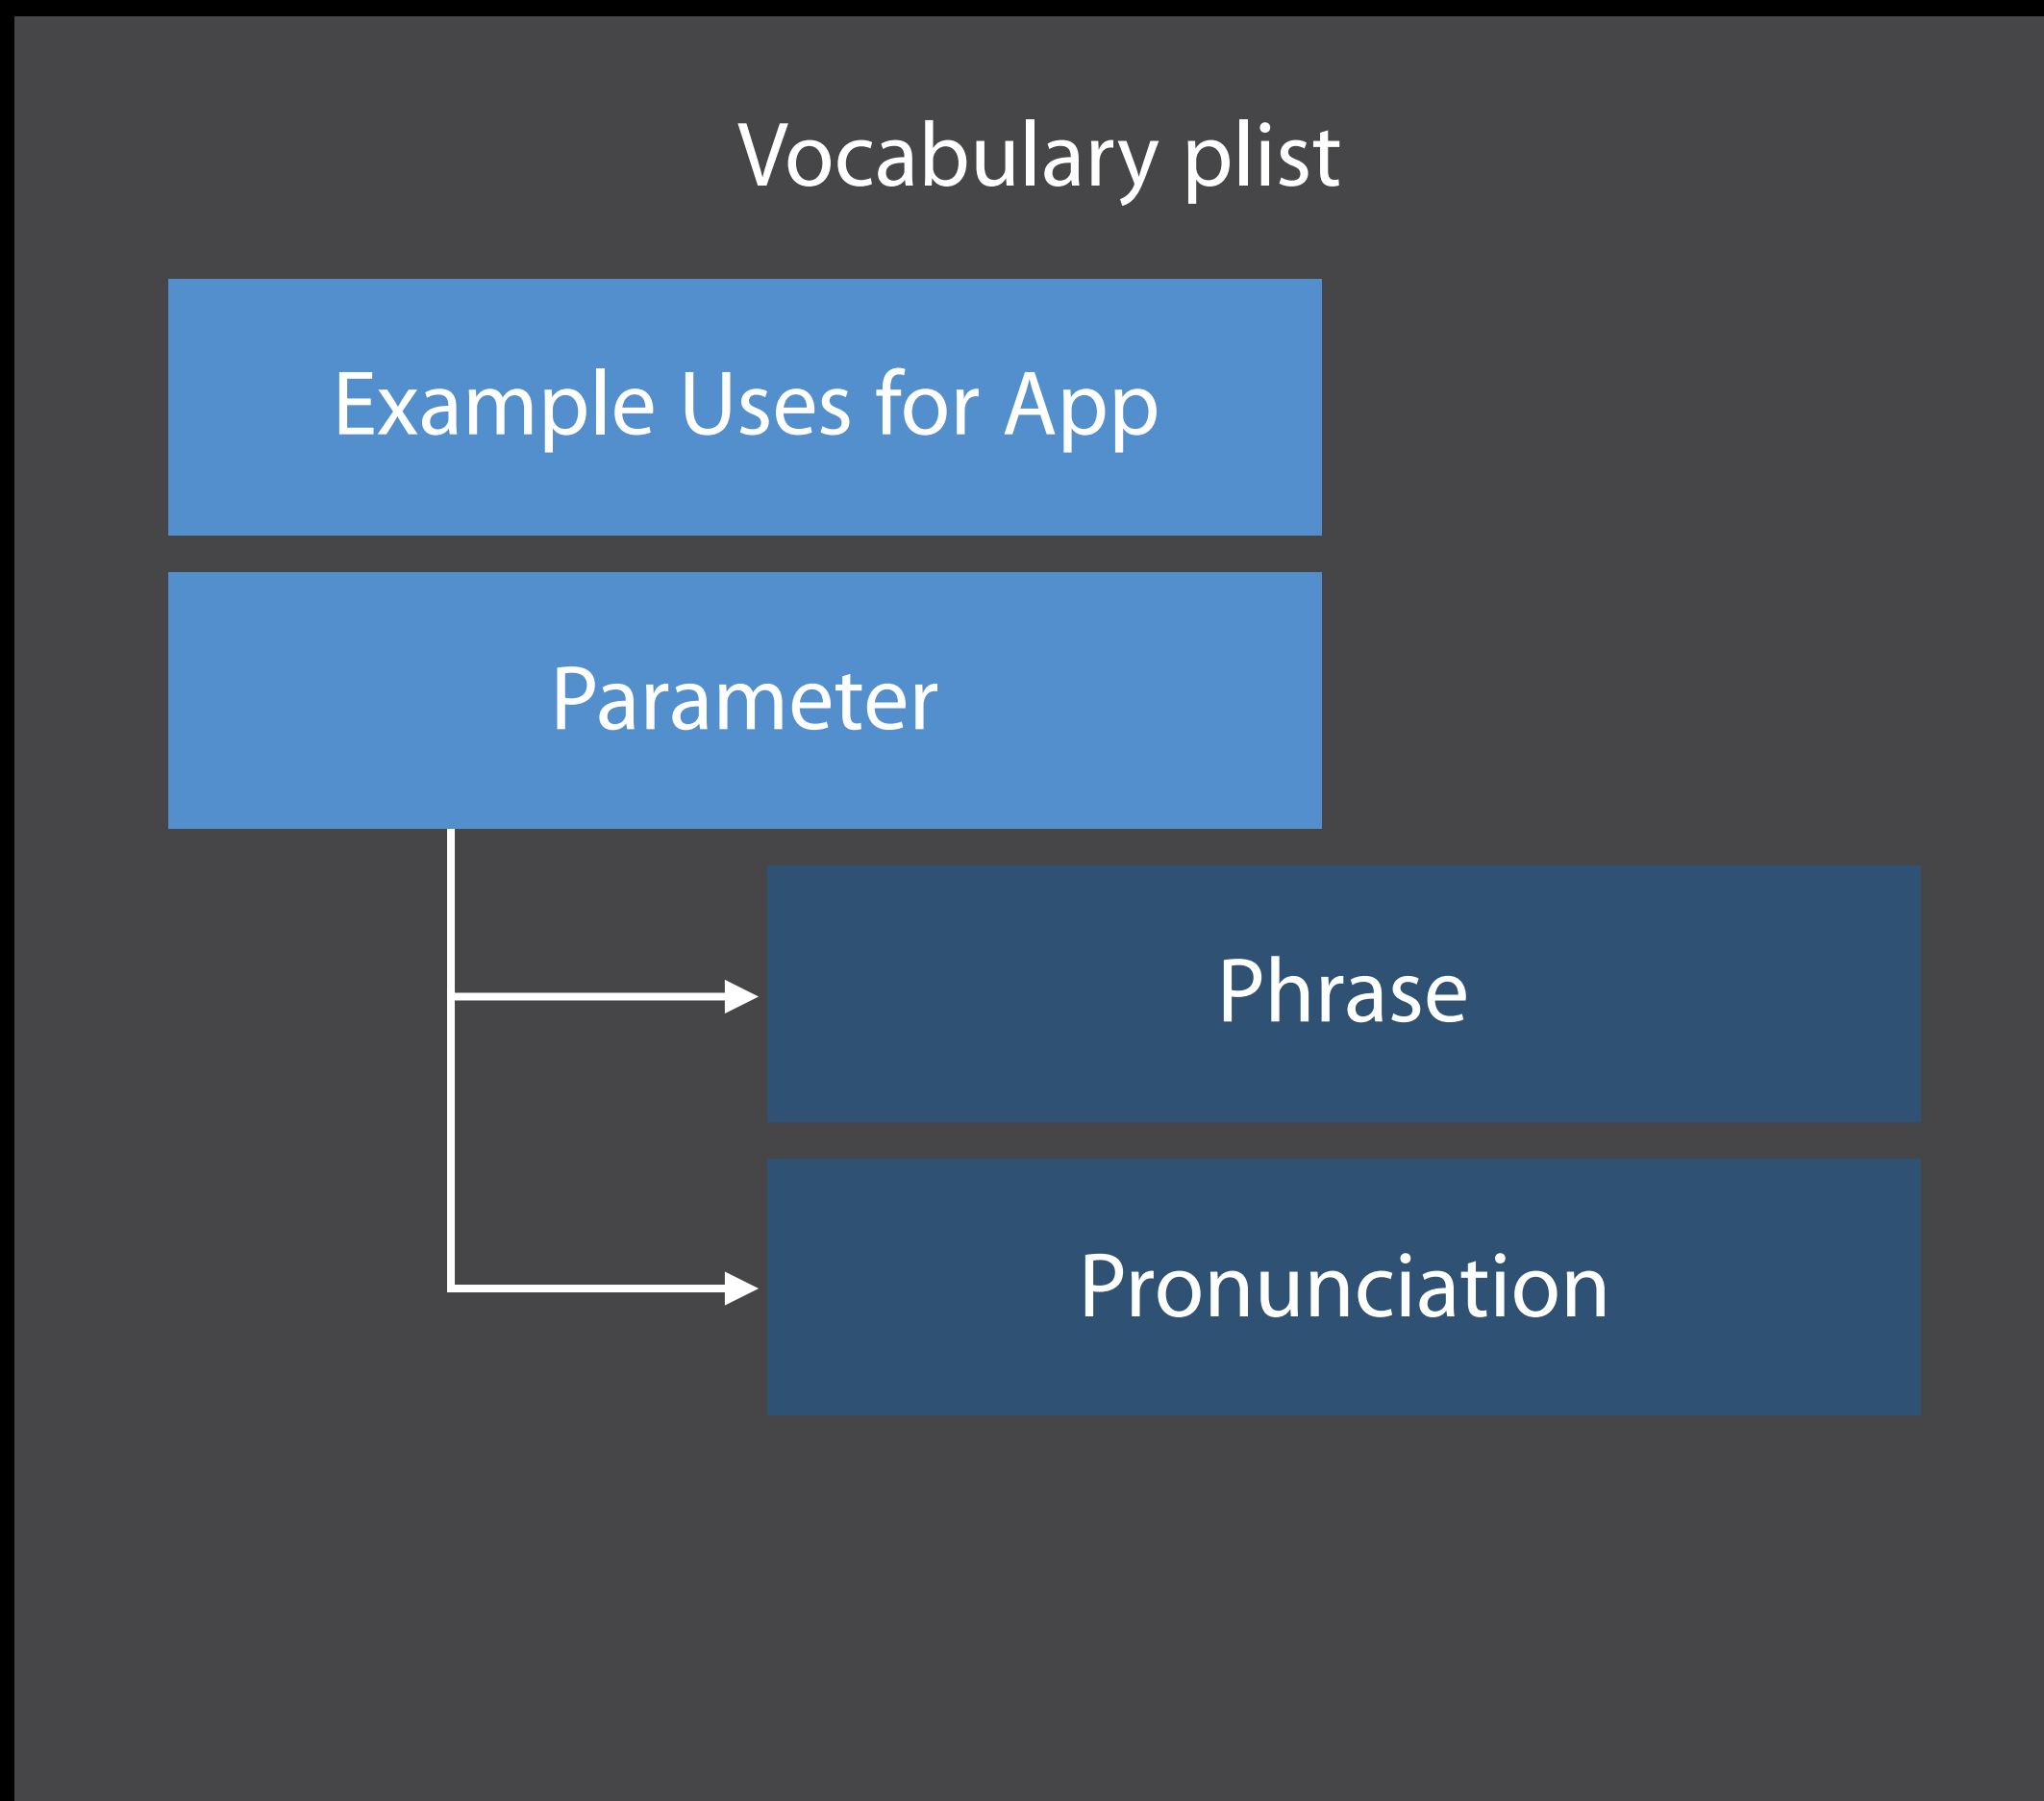 Vocabulary plist
Example Uses for App
Parameter
Phrase
Pronunciation